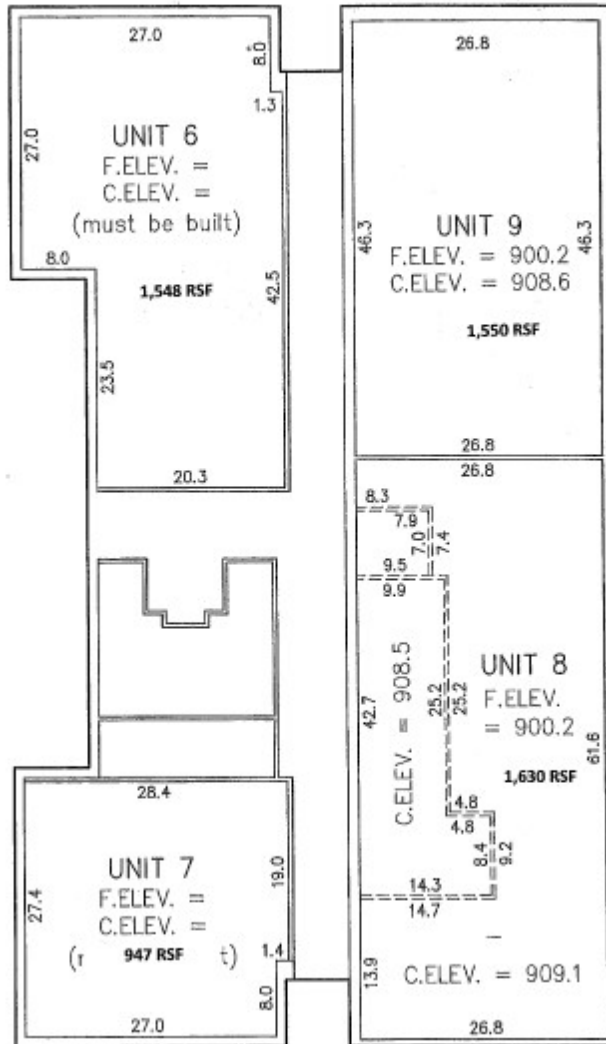 27.0
8.0
1.3
27.0
UNIT 6
F.ELEV. =
C.ELEV. =
(must be built)
8.0
1,548 RSF
42.5
23.5
20.3
26.8
46.3
46.3
UNIT 9
F.ELEV. = 900.2
C.ELEV. = 908.6
1,550 RSF
26.8
26.8
8.3
7.9
7.0
7.4
9.5
9.9
42.7
C.ELEV. = 908.5
25.2
25.2
UNIT 8
F.ELEV.
= 900.2
61.6
1,630 RSF
4.8
4.8
8.4
9.2
14.3
14.7
13.9
C.ELEV. = 909.1
26.8
28.4
27.4
UNIT 7
F.ELEV. =
C.ELEV. =
(r 947 RSF t)
19.0
1.4
8.0
27.0